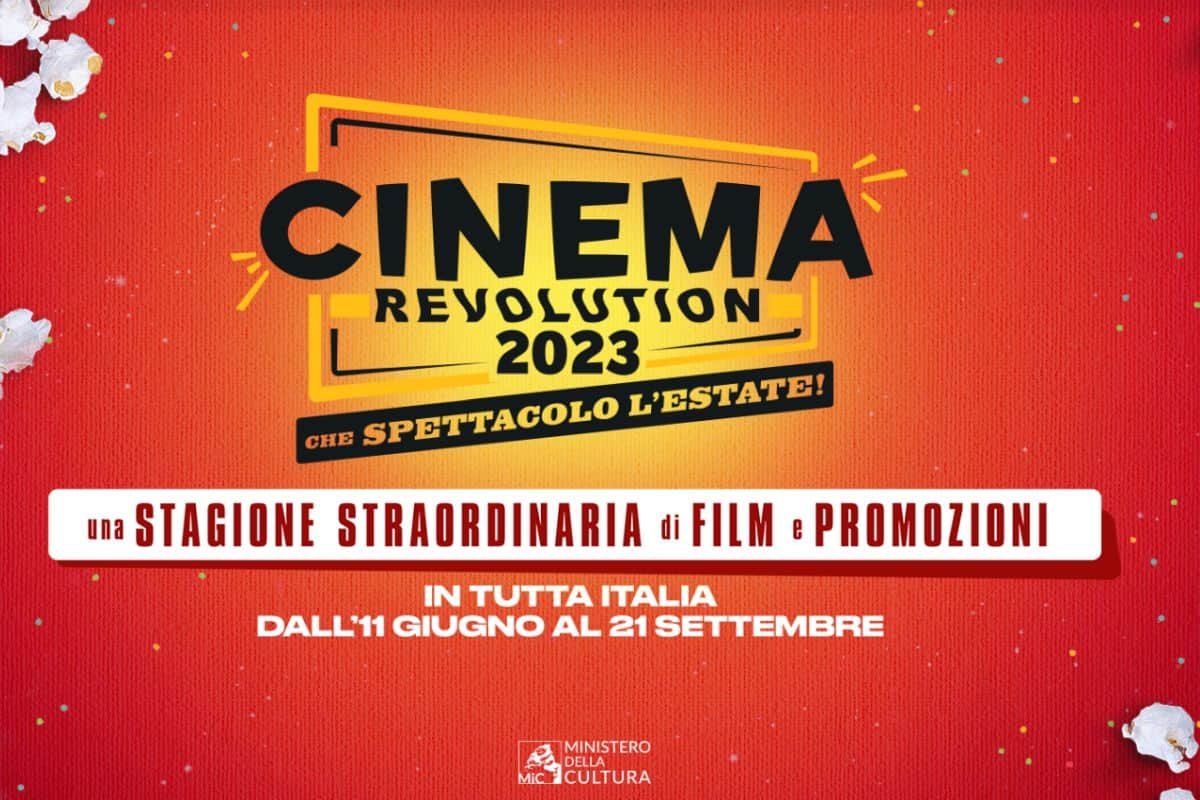 CINEMA
REVOLUTION
2023
CHE SPETTACOLO L'ESTATE!
una STAGIONE STRAORDINARIA di FILM e PROMOZIONI
IN TUTTA ITALIA
DALL'11 GIUGNO AL 21 SETTEMBRE
MiC
MINISTERO
DELLA
CULTURA